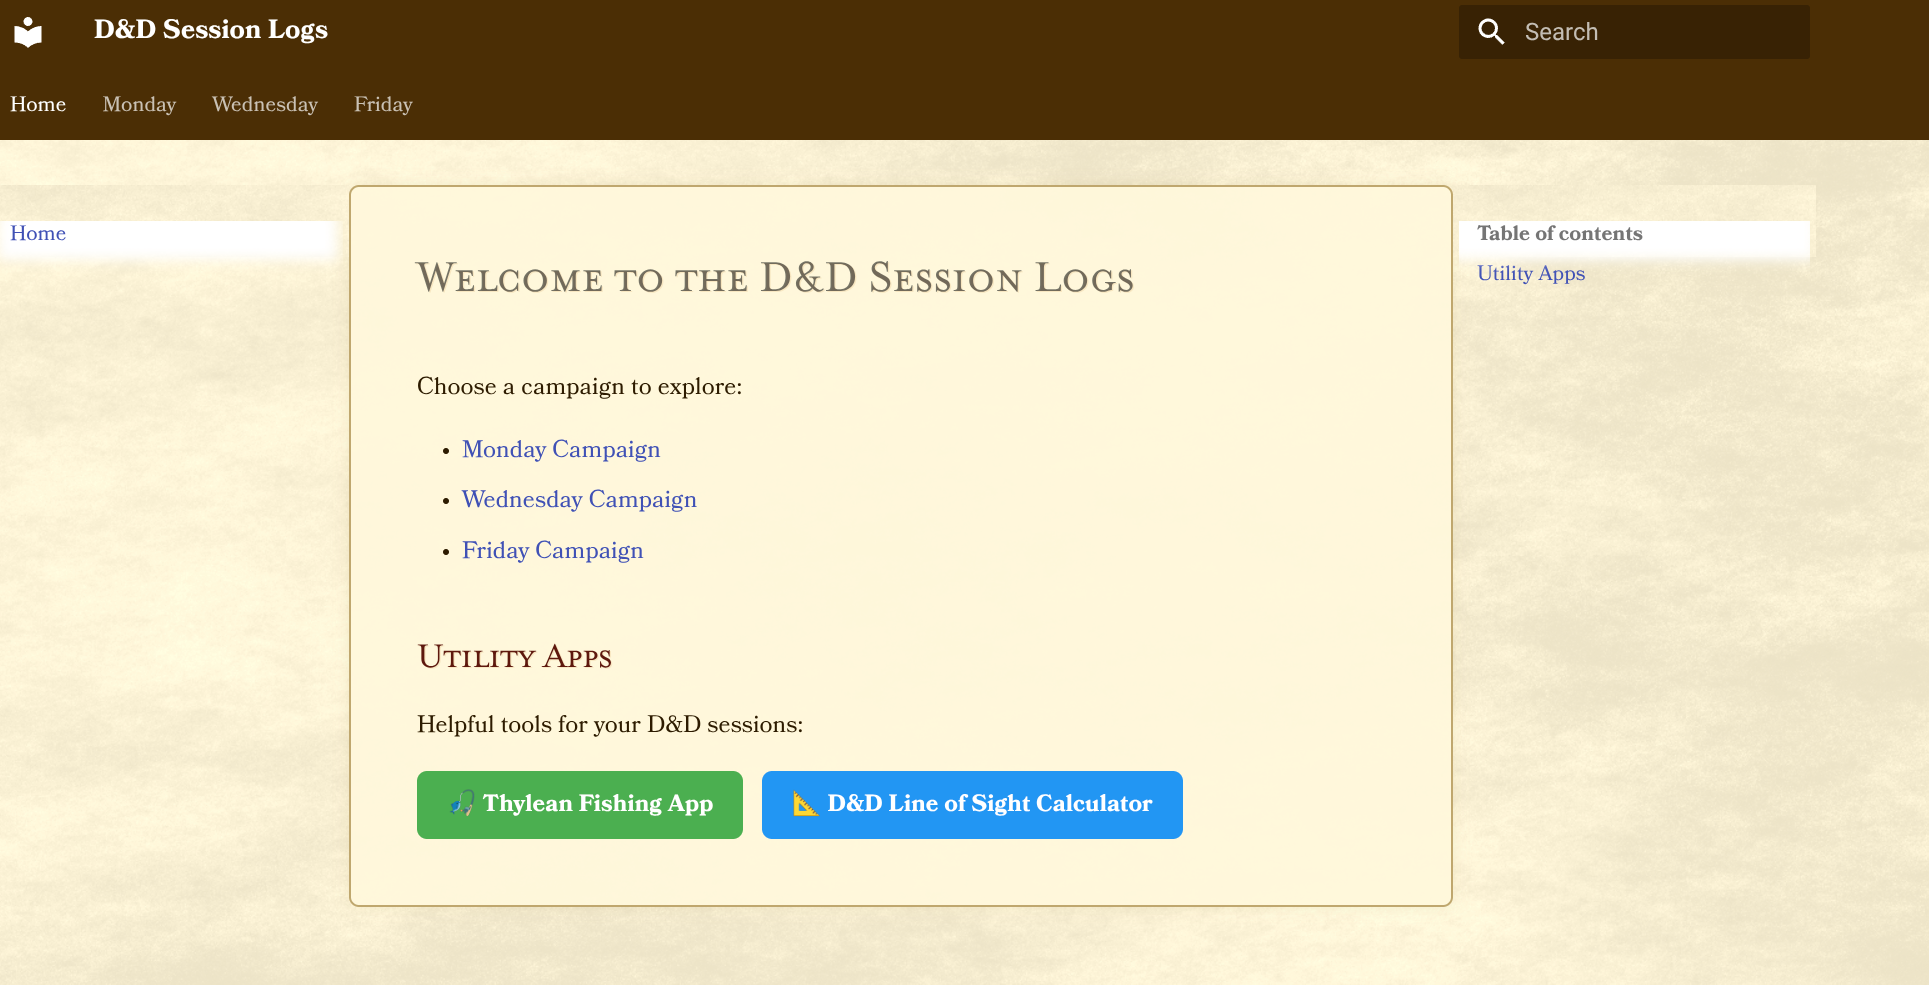 D&D Session Logs
Search
Home Monday Wednesday Friday
Home
Welcome to the D&D Session Logs
Choose a campaign to explore:
Monday Campaign
Wednesday Campaign
Friday Campaign
Utility Apps
Helpful tools for your D&D sessions:
Thylean Fishing App
D&D Line of Sight Calculator
Table of contents
Utility Apps